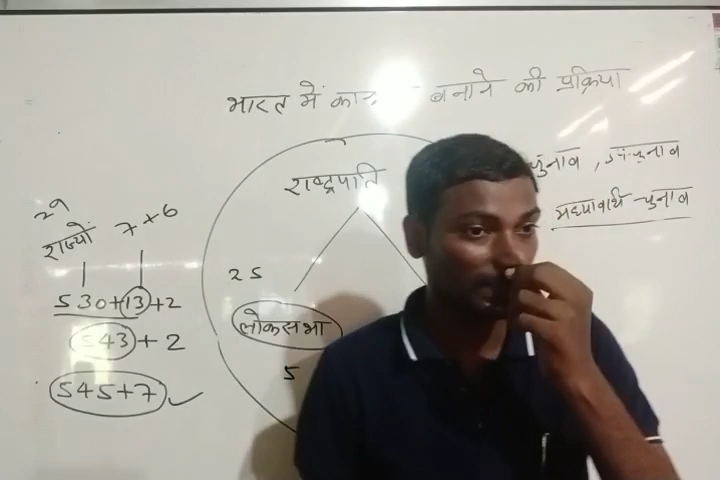 भारत में का बनाने की प्रक्रिया
राष्ट्रपति
चुनाव , उपचुनाव
मध्यावधि चुनाव
29
राज्यों
7 + 6
25
530+13+2
लोकसभा
543+2
5
545+7